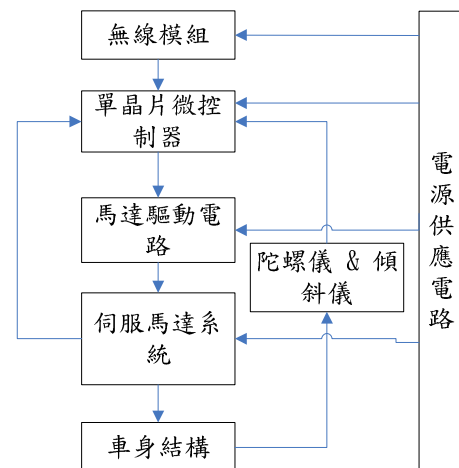 無線模組
單晶片微控
制器
馬達驅動電
路
陀螺儀 & 傾
斜儀
伺服馬達系
統
車身結構
電源供應電路